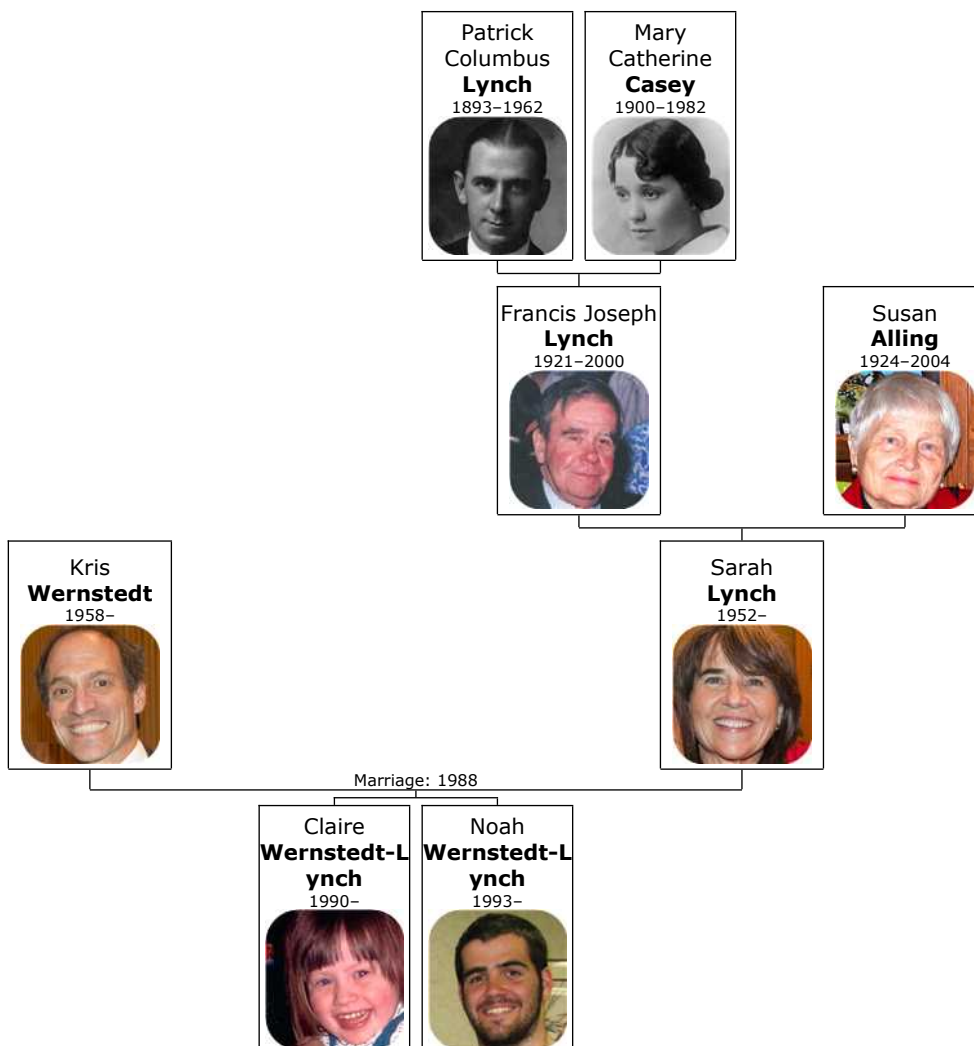 Patrick
Columbus
Lynch
1893–1962
Mary
Catherine
Casey
1900–1982
Francis Joseph
Lynch
1921–2000
Susan
Alling
1924–2004
Kris
Wernstedt
1958–
Sarah
Lynch
1952–
Marriage: 1988
Claire
Wernstedt-L
ynch
1990–
Noah
Wernstedt-L
ynch
1993–